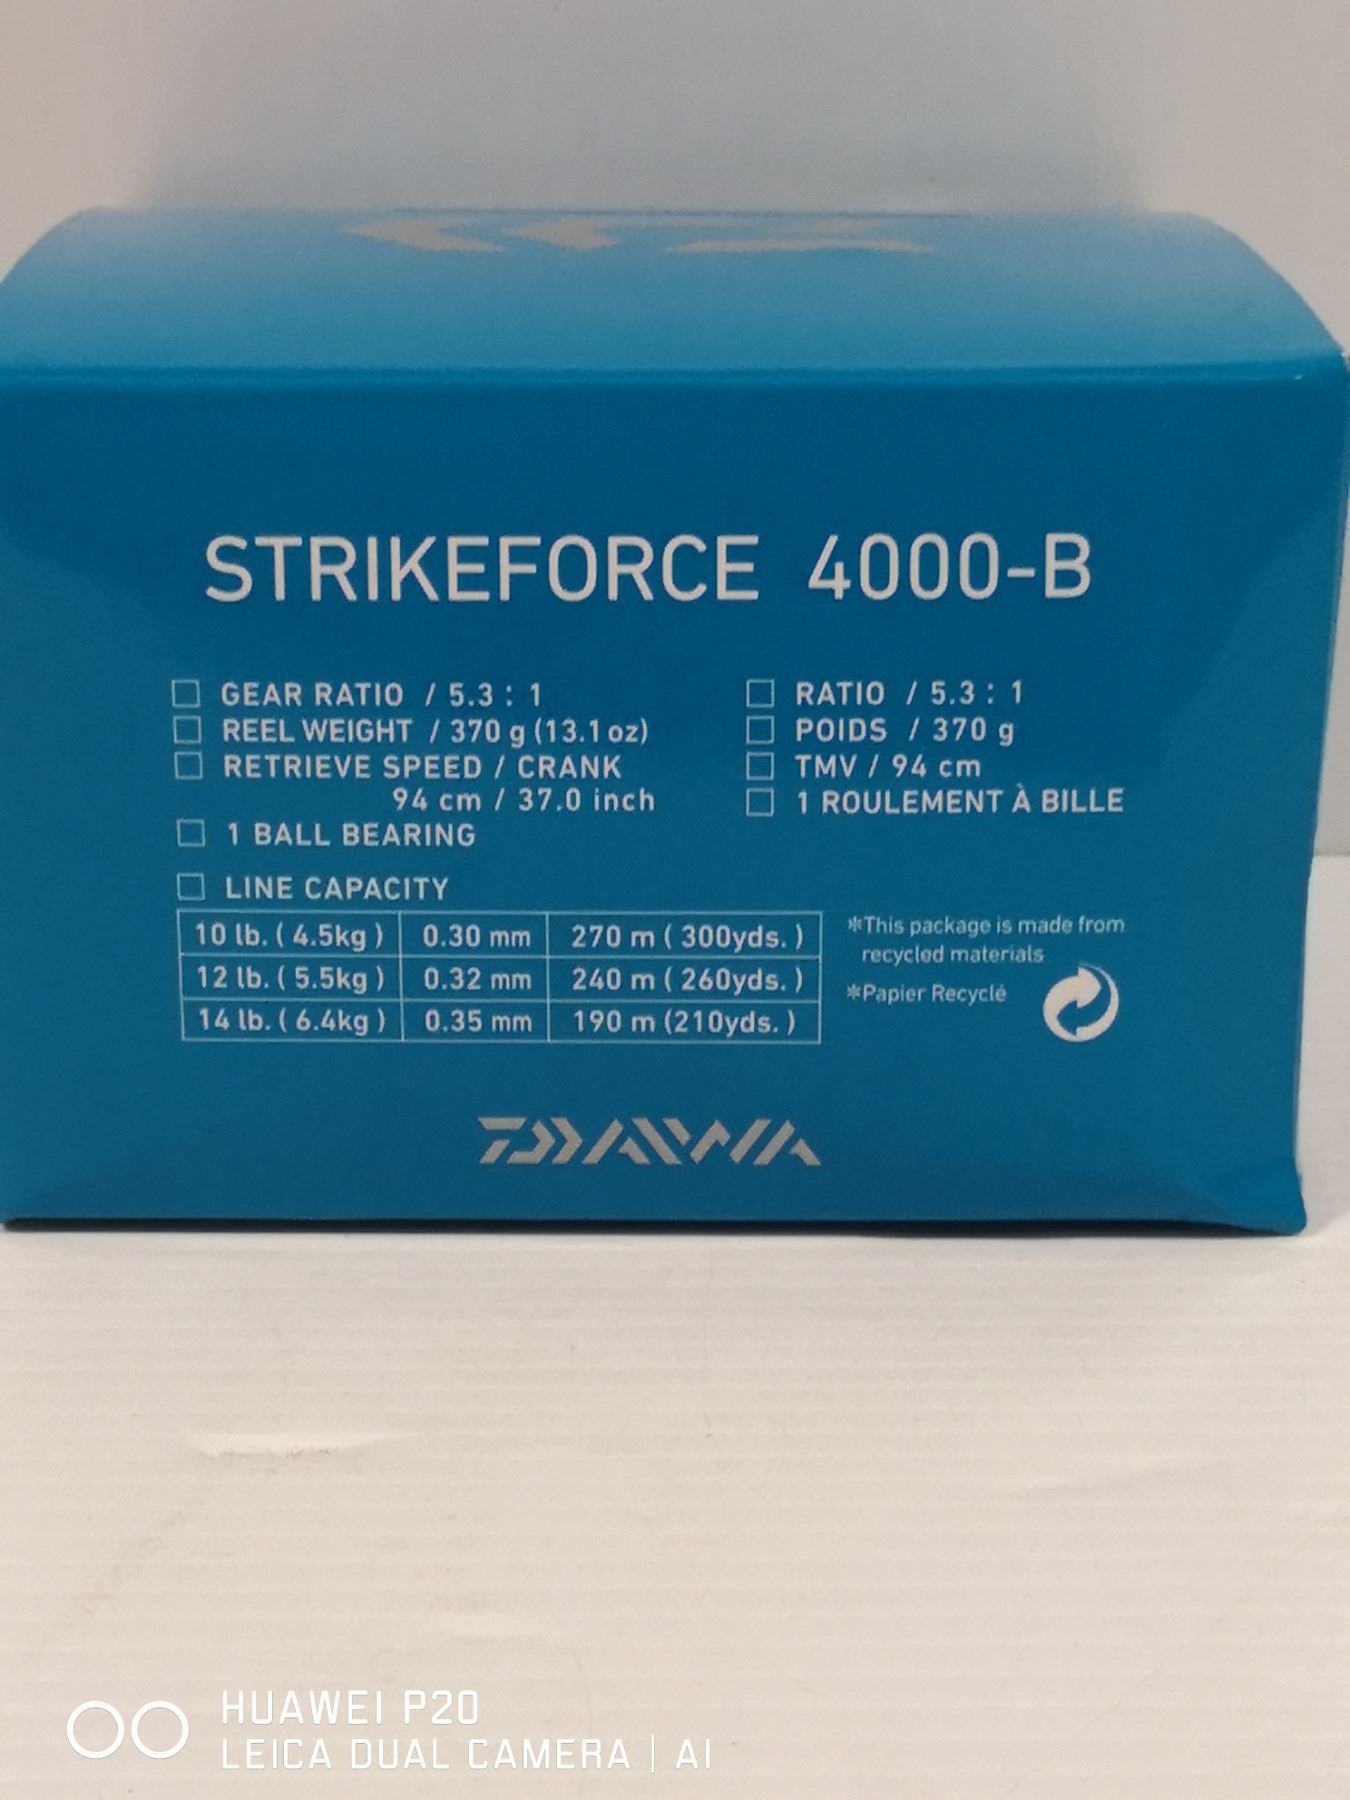 STRIKEFORCE 4000-B
GEAR RATIO / 5.3 : 1
REEL WEIGHT / 370 g (13.1 oz)
RETRIEVE SPEED / CRANK
94 cm / 37.0 inch
1 BALL BEARING
RATIO / 5.3 : 1
POIDS / 370 g
TMV / 94 cm
1 ROULEMENT À BILLE
LINE CAPACITY
10 lb. ( 4.5kg ) 0.30 mm 270 m ( 300yds. )
12 lb. ( 5.5kg ) 0.32 mm 240 m ( 260yds. )
14 lb. ( 6.4kg ) 0.35 mm 190 m (210yds. )
*This package is made from
recycled materials
*Papier Recyclé
DAIWA
HUAWEI P20
LEICA DUAL CAMERA | AI